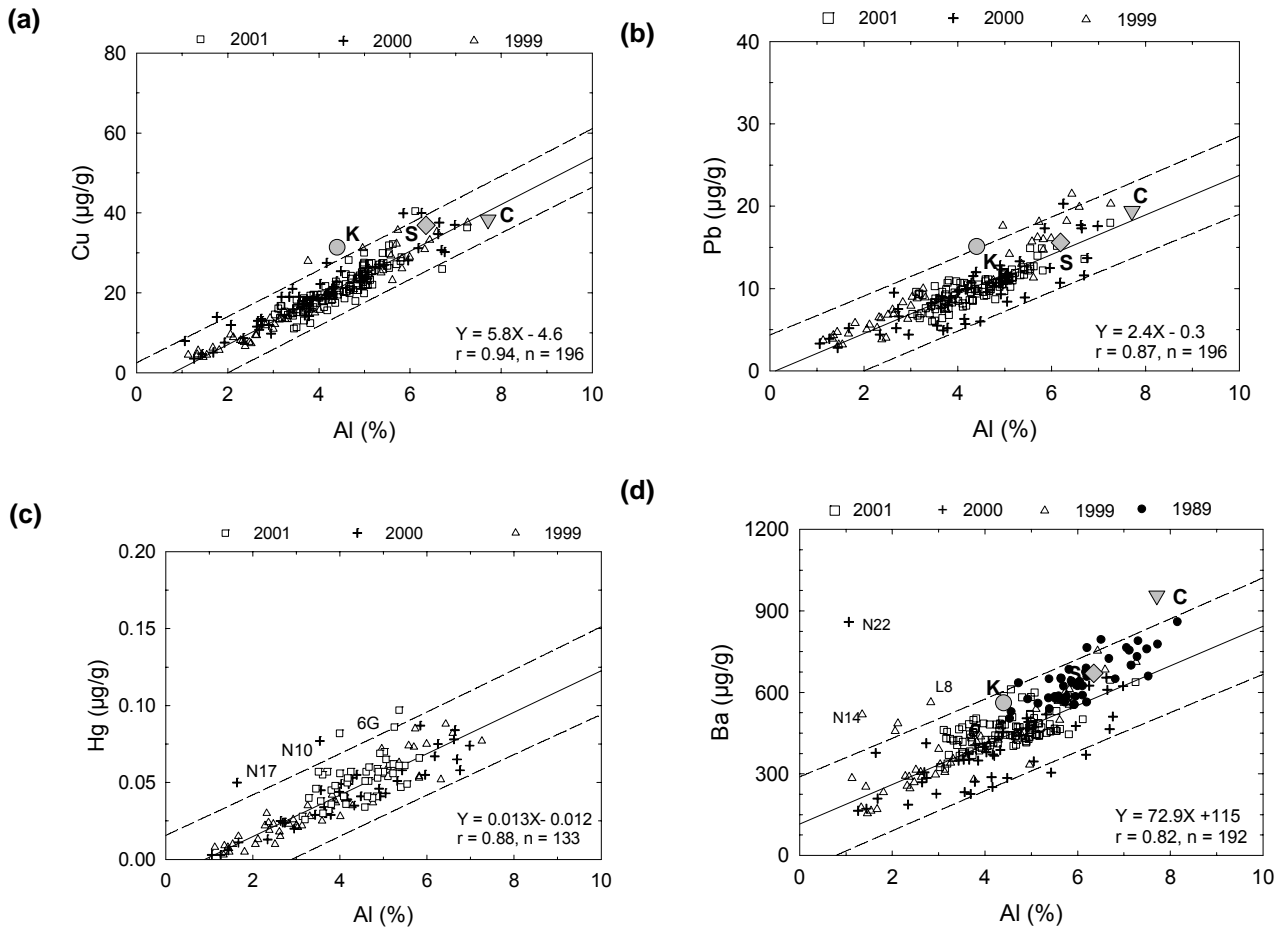 (a)
2001 2000 1999
80
60
40
20
0
Cu (µg/g)
K
S
C
Y = 5.8X - 4.6
r = 0.94, n = 196
0 2 4 6 8 10
Al (%)
(b)
2001 2000 1999
40
30
20
10
0
Pb (µg/g)
C
K
S
Y = 2.4X - 0.3
r = 0.87, n = 196
0 2 4 6 8 10
Al (%)
(c)
2001 2000 1999
0.20
0.15
0.10
0.05
0.00
Hg (µg/g)
6G
N10
N17
Y = 0.013X- 0.012
r = 0.88, n = 133
0 2 4 6 8 10
Al (%)
(d)
2001 2000 1999 1989
1200
900
600
300
0
Ba (µg/g)
C
N22
L8
K
S
N14
Y = 72.9X +115
r = 0.82, n = 192
0 2 4 6 8 10
Al (%)